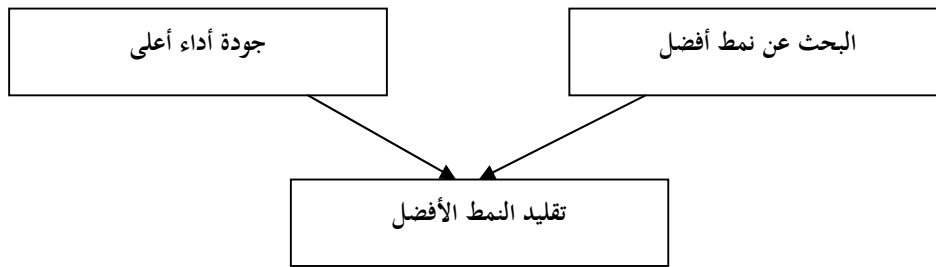 البحث عن نمط أفضل
جودة أداء أعلى
تقليد النمط الأفضل